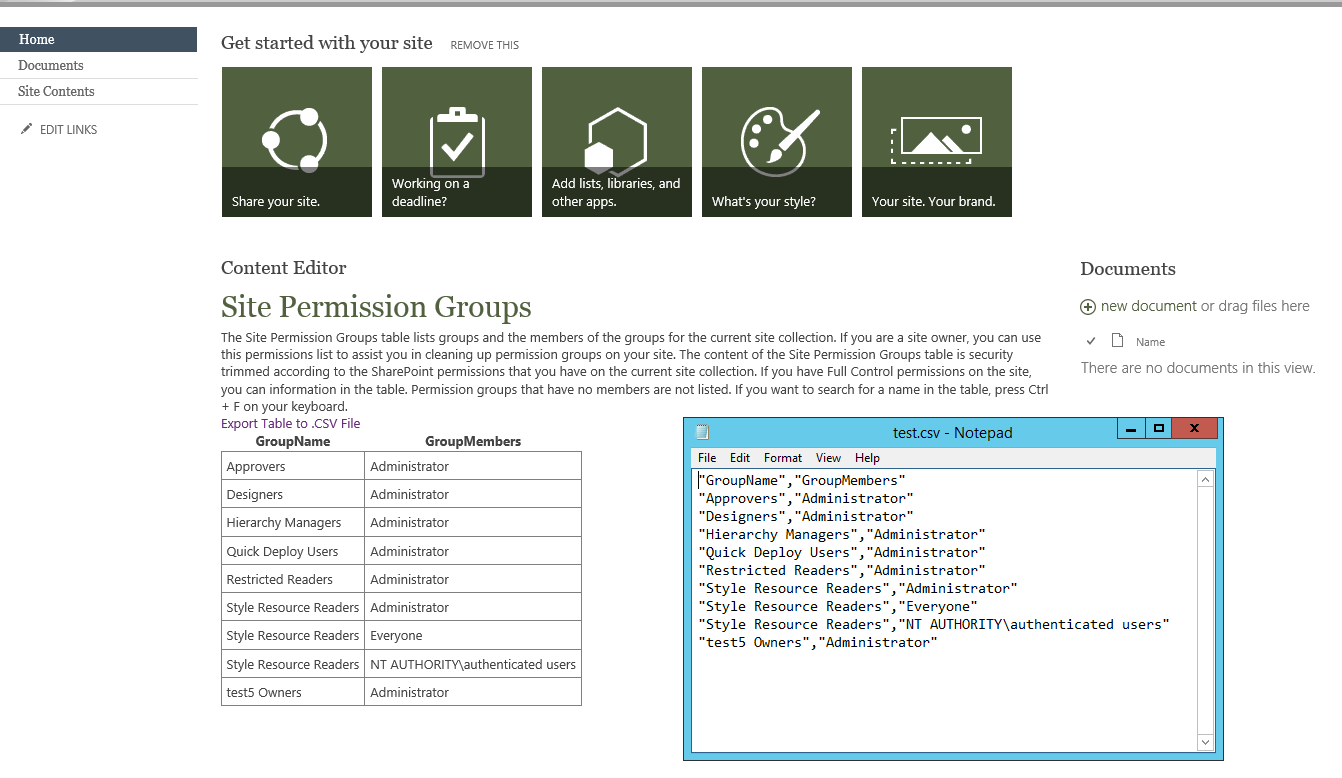 Home
Documents
Site Contents
EDIT LINKS
Get started with your site REMOVE THIS
Share your site.
Working on a
deadline?
Add lists, libraries, and
other apps.
What's your style?
Your site. Your brand.
Content Editor
Site Permission Groups
The Site Permission Groups table lists groups and the members of the groups for the current site collection. If you are a site owner, you can use
this permissions list to assist you in cleaning up permission groups on your site. The content of the Site Permission Groups table is security
trimmed according to the SharePoint permissions that you have on the current site collection. If you have Full Control permissions on the site,
you can information in the table. Permission groups that have no members are not listed. If you want to search for a name in the table, press Ctrl
+ F on your keyboard.
Export Table to .CSV File
GroupName GroupMembers
Approvers Administrator
Designers Administrator
Hierarchy Managers Administrator
Quick Deploy Users Administrator
Restricted Readers Administrator
Style Resource Readers Administrator
Style Resource Readers Everyone
Style Resource Readers NT AUTHORITY\authenticated users
test5 Owners Administrator
Documents
new document or drag files here
Name
There are no documents in this view.
test.csv - Notepad
File Edit Format View Help
"GroupName","GroupMembers"
"Approvers","Administrator"
"Designers","Administrator"
"Hierarchy Managers","Administrator"
"Quick Deploy Users","Administrator"
"Restricted Readers","Administrator"
"Style Resource Readers","Administrator"
"Style Resource Readers","Everyone"
"Style Resource Readers","NT AUTHORITY\authenticated users"
"test5 Owners","Administrator"